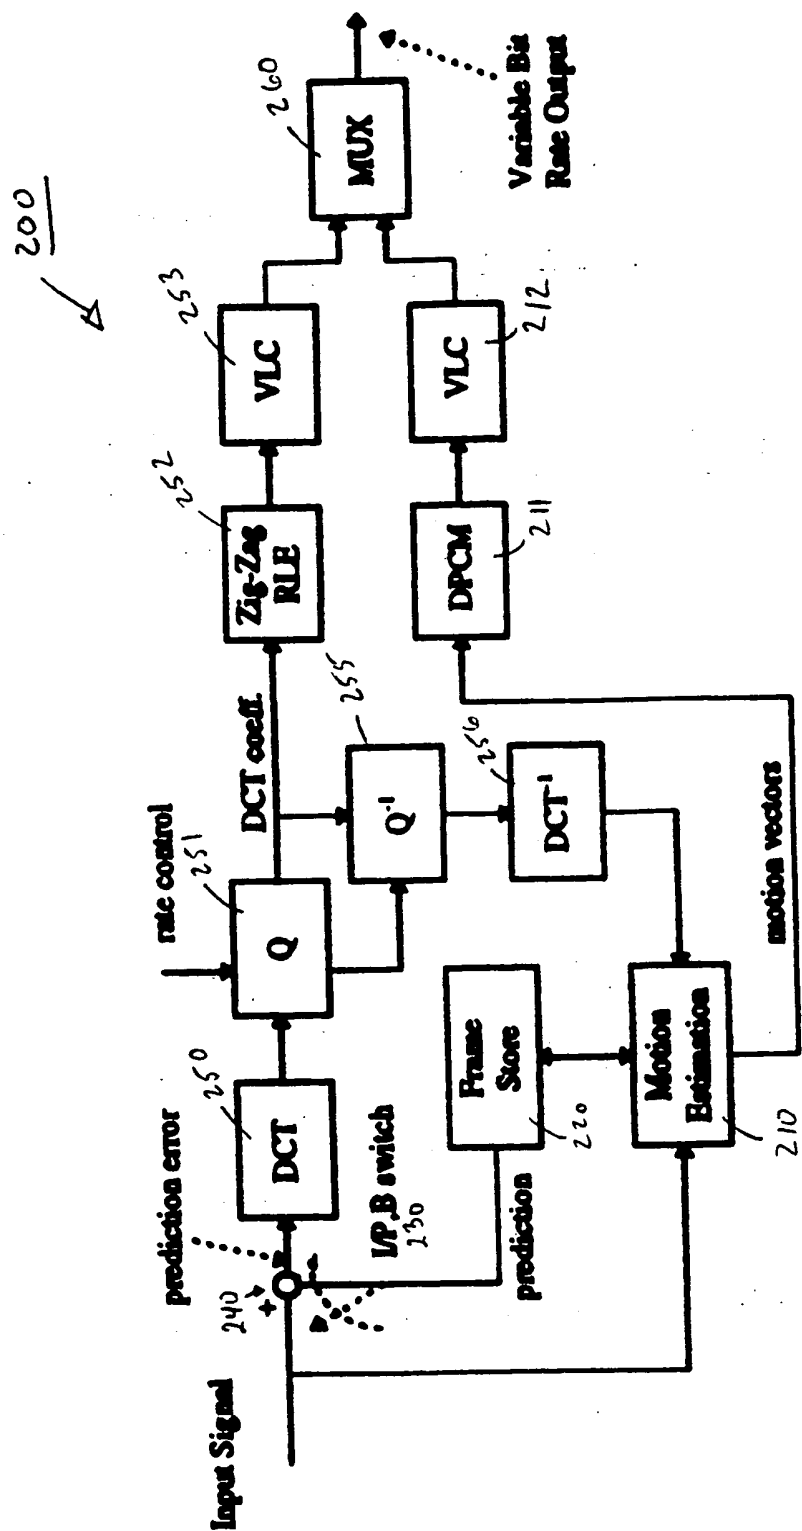 200
Input Signal
240
+
prediction error
DCT
250
rate control
Q
251
DCT coeff.
Zig-Zag
RLE
252
VLC
253
MUX
260
Variable Bit
Rate Output
I/P,B switch
230
prediction
Frame
Store
220
Q⁻¹
255
DCT⁻¹
256
Motion
Estimation
210
motion vectors
DPCM
211
VLC
212